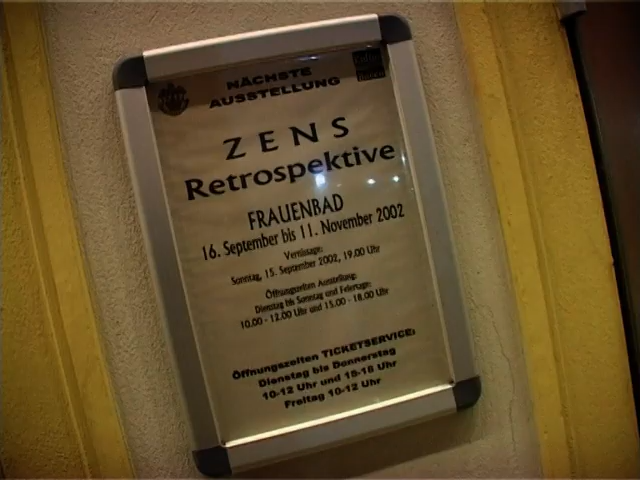 NÄCHSTE
AUSSTELLUNG
ZENS
Retrospektive
FRAUENBAD
16. September bis 11. November 2002
Vernissage:
Sonntag, 15. September 2002, 19.00 Uhr
Öffnungszeiten Ausstellung:
Dienstag bis Sonntag und Feiertage:
10.00 - 12.00 Uhr und 15.00 - 18.00 Uhr
Öffnungszeiten TICKETSERVICE:
Dienstag bis Donnerstag
10-12 Uhr und 15-18 Uhr
Freitag 10-12 Uhr